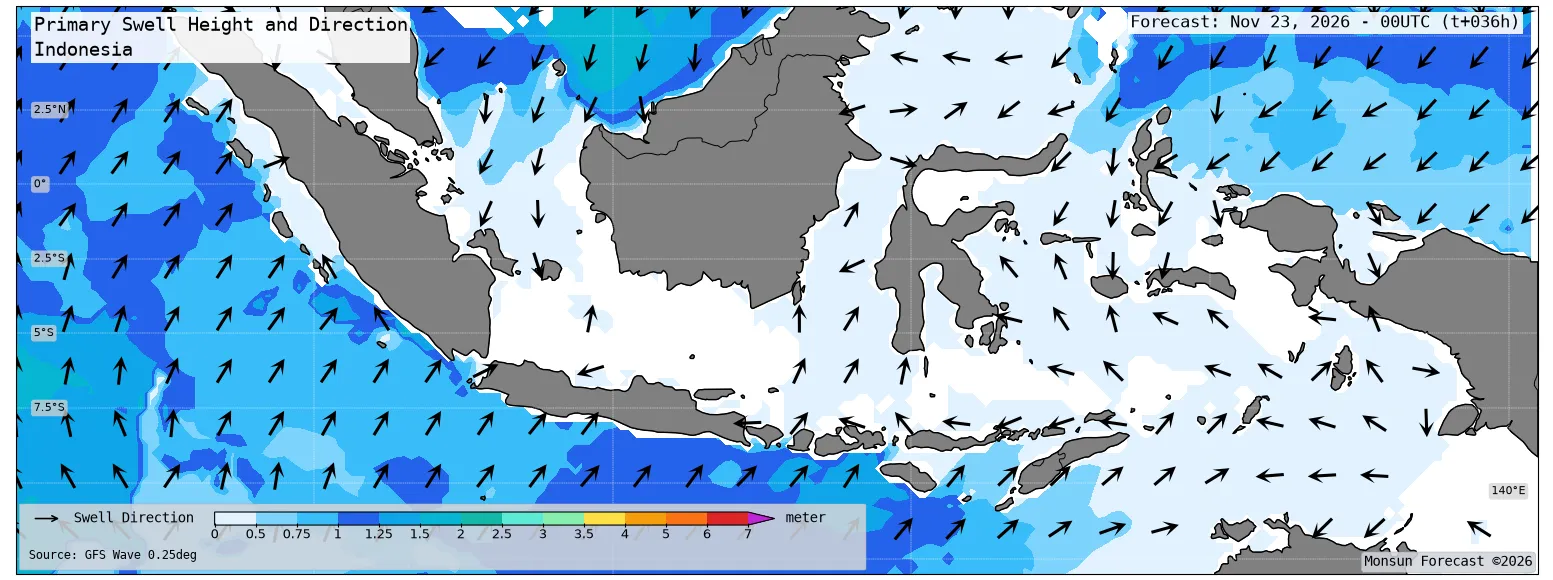 Primary Swell Height and Direction
Indonesia
Forecast: Nov 23, 2026 - 00UTC (t+036h)
2.5°N
0°
2.5°S
5°S
7.5°S
140°E
Swell Direction
0 0.5 0.75 1 1.25 1.5 2 2.5 3 3.5 4 5 6 7
meter
Source: GFS Wave 0.25deg
Monsun Forecast ©2026